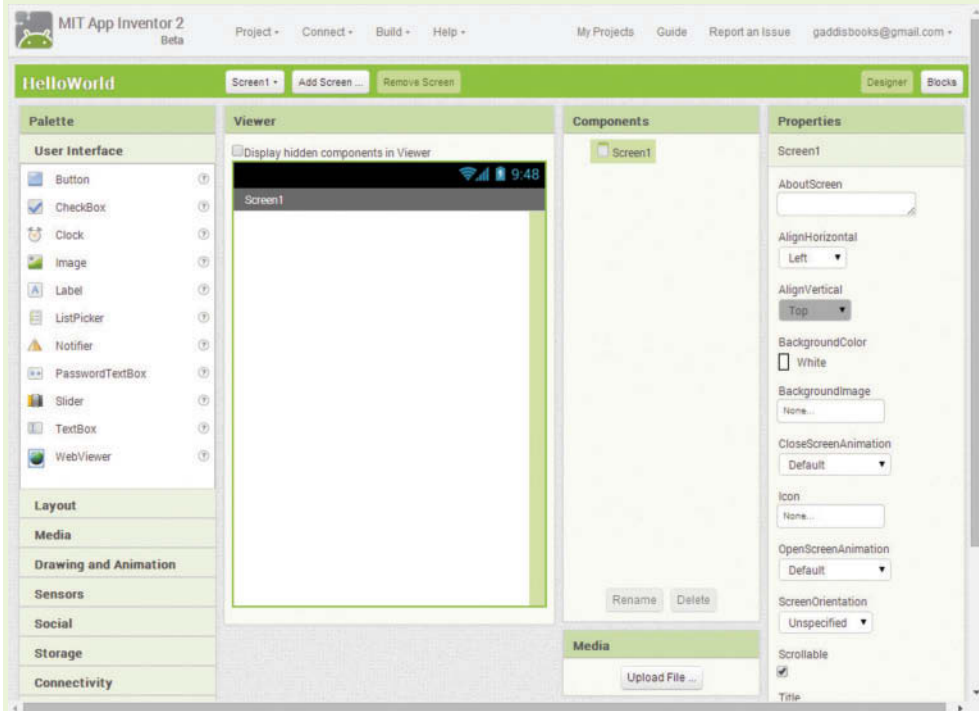 MIT App Inventor 2
Beta
Project
Connect
Build
Help
My Projects
Guide
Report an Issue
gaddisbooks@gmail.com
HelloWorld
Screen1
Add Screen ...
Remove Screen
Designer
Blocks
Palette
User Interface
Button
CheckBox
Clock
Image
Label
ListPicker
Notifier
PasswordTextBox
Slider
TextBox
WebViewer
Layout
Media
Drawing and Animation
Sensors
Social
Storage
Connectivity
Viewer
Display hidden components in Viewer
9:48
Screen1
Components
Screen1
Rename
Delete
Media
Upload File ...
Properties
Screen1
AboutScreen
AlignHorizontal
Left
AlignVertical
Top
BackgroundColor
White
BackgroundImage
None...
CloseScreenAnimation
Default
Icon
None...
OpenScreenAnimation
Default
ScreenOrientation
Unspecified
Scrollable
Title